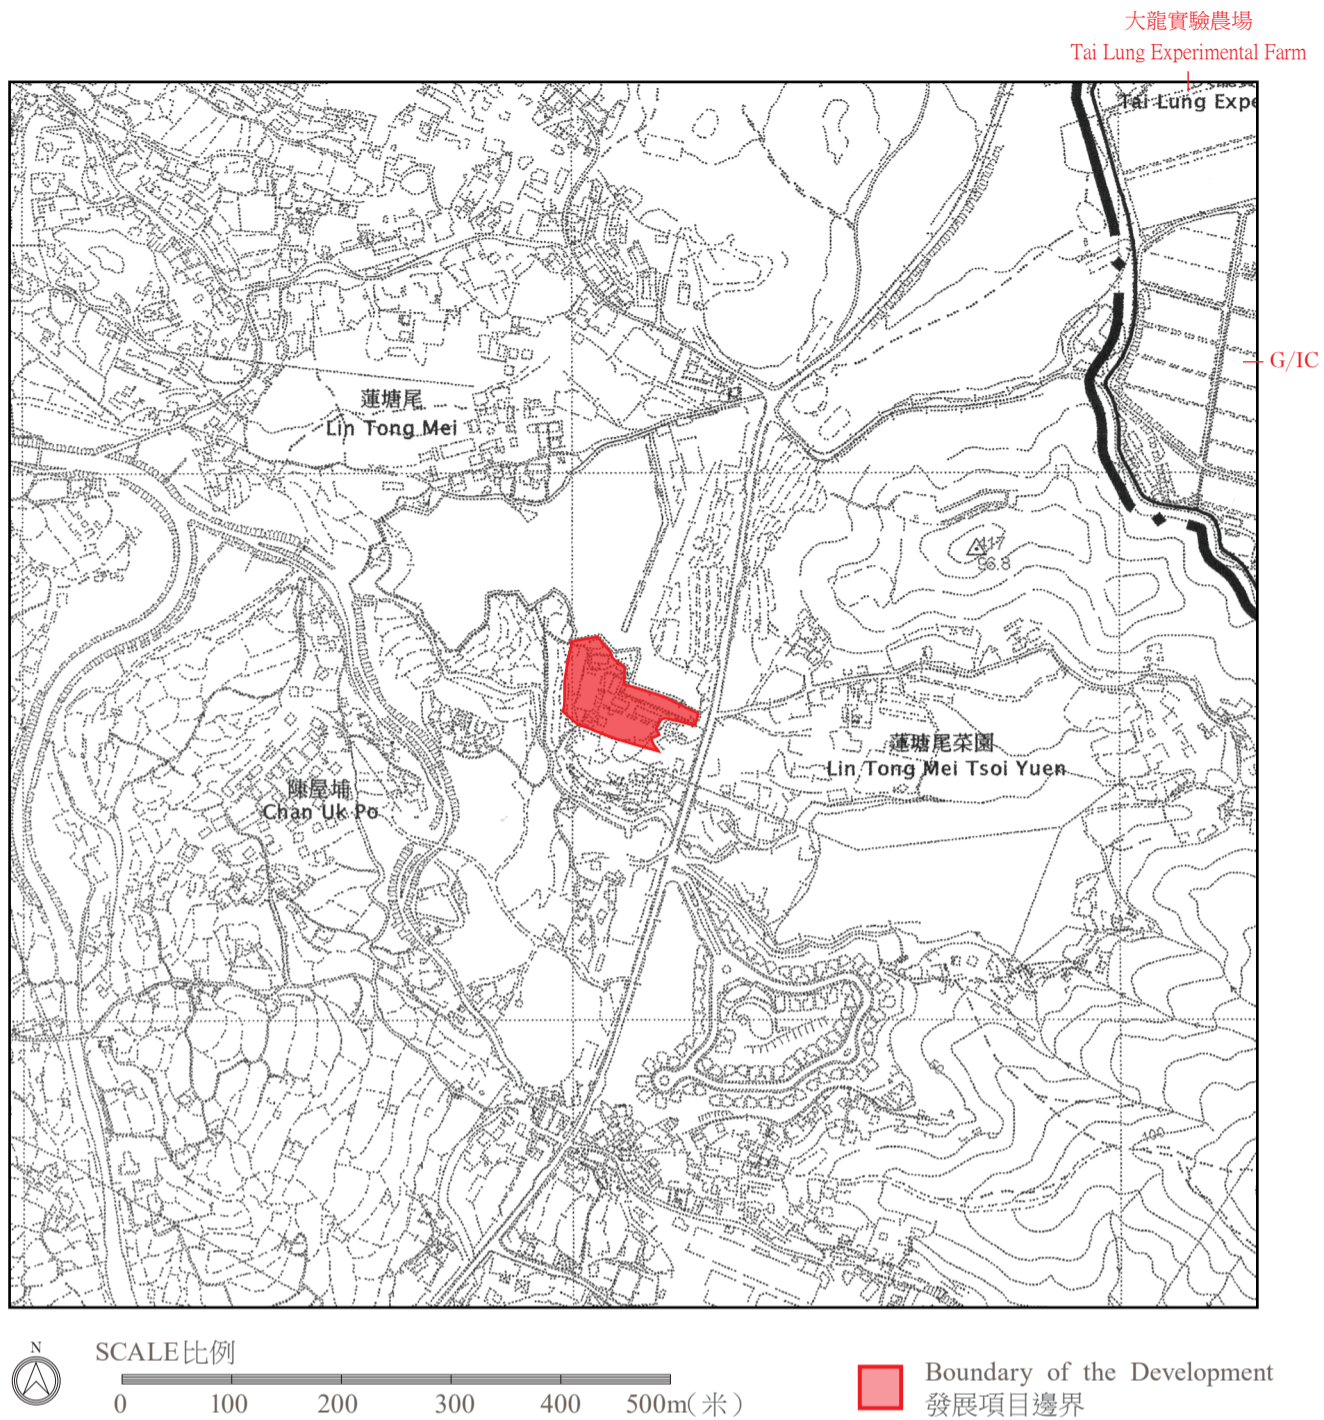 大龍實驗農場
Tai Lung Experimental Farm
Tai Lung Expe
G/IC
蓮塘尾
Lin Tong Mei
117
96.8
蓮塘尾菜園
Lin Tong Mei Tsoi Yuen
陳屋埔
Chan Uk Po
100
N
SCALE比例
0 100 200 300 400 500m(米)
Boundary of the Development
發展項目邊界